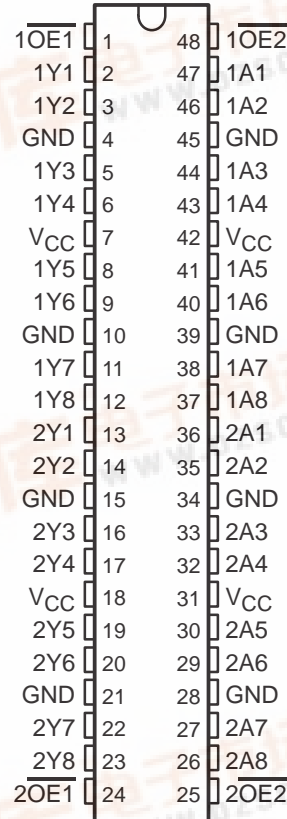 1OE1 1 48 1OE2
1Y1 2 47 1A1
1Y2 3 46 1A2
GND 4 45 GND
1Y3 5 44 1A3
1Y4 6 43 1A4
VCC 7 42 VCC
1Y5 8 41 1A5
1Y6 9 40 1A6
GND 10 39 GND
1Y7 11 38 1A7
1Y8 12 37 1A8
2Y1 13 36 2A1
2Y2 14 35 2A2
GND 15 34 GND
2Y3 16 33 2A3
2Y4 17 32 2A4
VCC 18 31 VCC
2Y5 19 30 2A5
2Y6 20 29 2A6
GND 21 28 GND
2Y7 22 27 2A7
2Y8 23 26 2A8
2OE1 24 25 2OE2